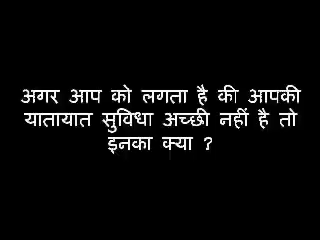 अगर आप को लगता है की आपकी
यातायात सुविधा अच्छी नहीं है तो
इनका क्या ?